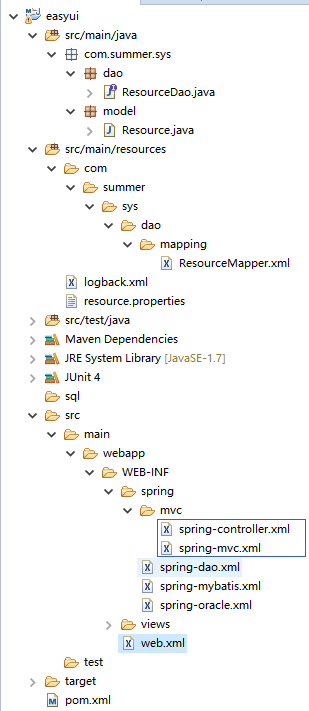 easyui
src/main/java
com.summer.sys
dao
ResourceDao.java
model
Resource.java
src/main/resources
com
summer
sys
dao
mapping
ResourceMapper.xml
logback.xml
resource.properties
src/test/java
Maven Dependencies
JRE System Library [JavaSE-1.7]
JUnit 4
sql
src
main
webapp
WEB-INF
spring
mvc
spring-controller.xml
spring-mvc.xml
spring-dao.xml
spring-mybatis.xml
spring-oracle.xml
views
web.xml
test
target
pom.xml